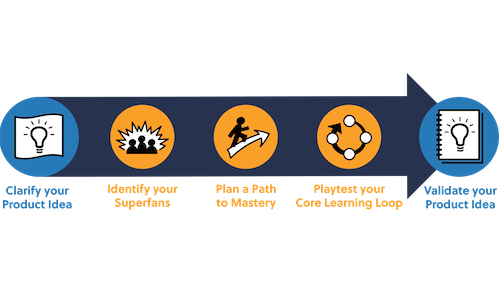 Clarify your
Product Idea
Identify your
Superfans
Plan a Path
to Mastery
Playtest your
Core Learning Loop
Validate your
Product Idea